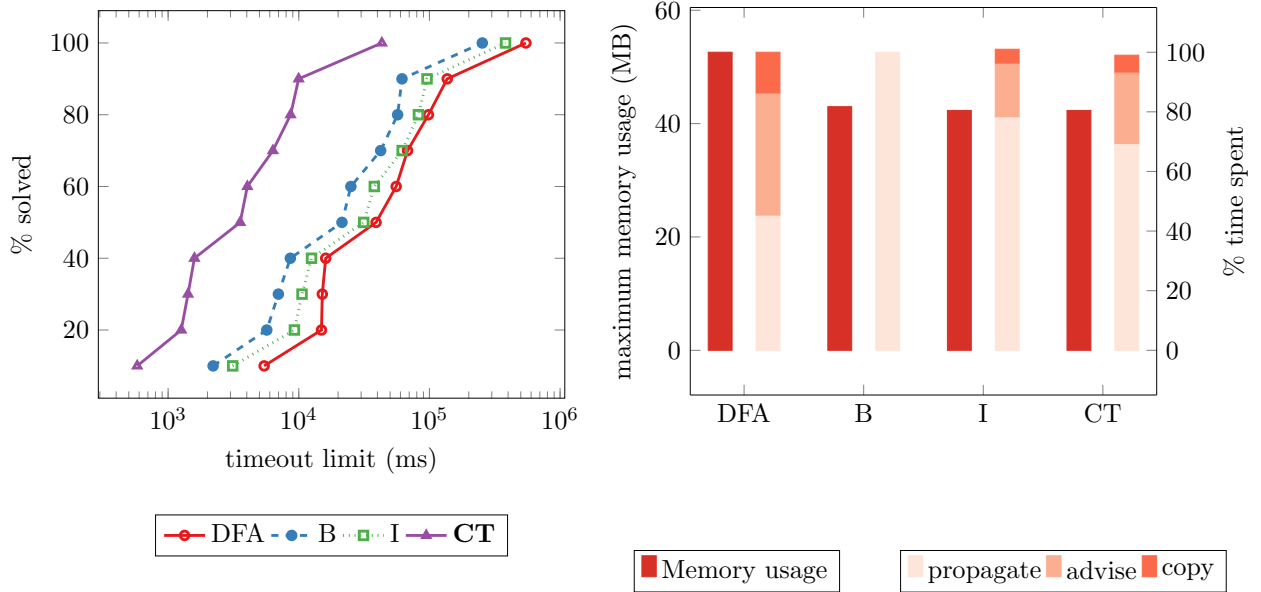 100
80
60
40
20
% solved
10^3
10^4
10^5
10^6
timeout limit (ms)
DFA B I CT
60
40
20
0
maximum memory usage (MB)
100
80
60
40
20
0
% time spent
DFA B I CT
Memory usage
propagate advise copy